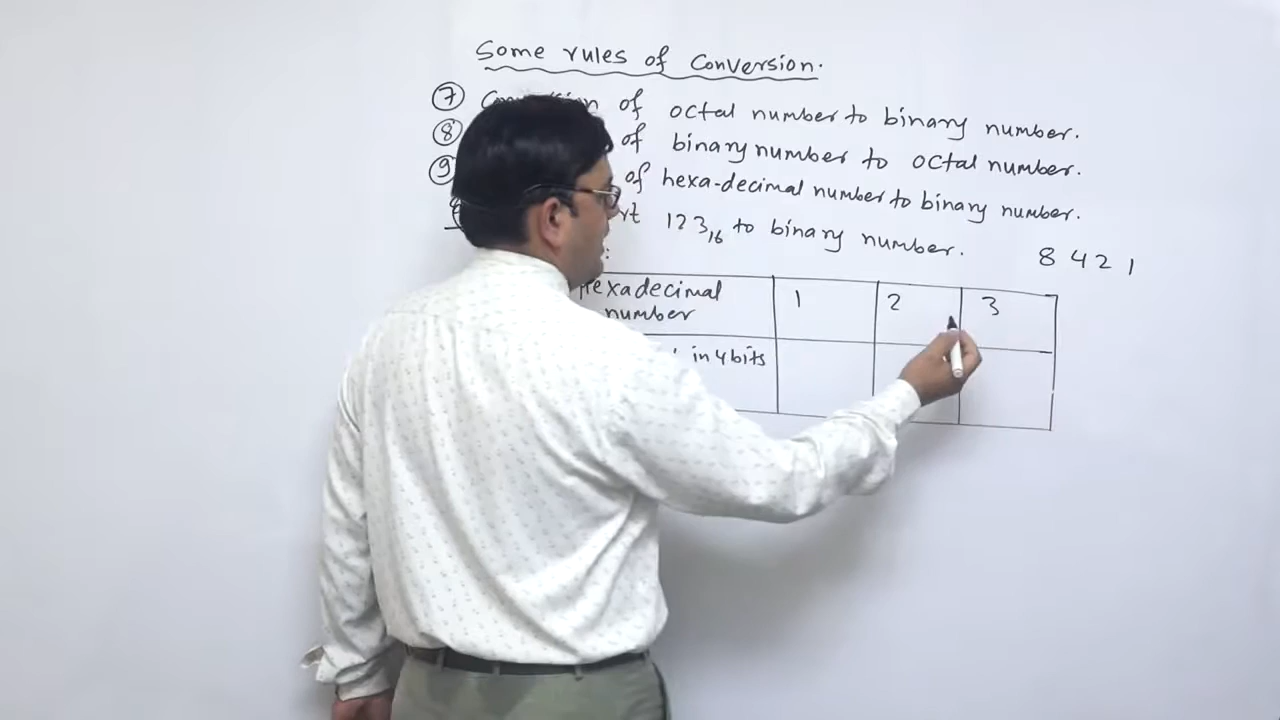 Some rules of conversion.
7 of octal number to binary number.
8 of binary number to octal number.
9 of hexa-decimal number to binary number.
123₁₆ to binary number.
8 4 2 1
Hexadecimal number 1 2 3
in 4 bits